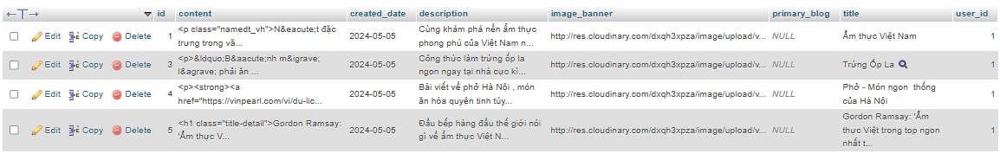 ←T→ id content created_date description image_banner primary_blog title user_id
Edit Copy Delete 1 <p class="namedt_vh">N&eacute;t đặc trưng trong vă... 2024-05-05 Cùng khám phá nền ẩm thực phong phú của Việt Nam n... http://res.cloudinary.com/dxqh3xpza/image/upload/v... NULL Ẩm thực Việt Nam 1
Edit Copy Delete 3 <p>&ldquo;B&aacute;nh m&igrave; l&agrave; phải ăn ... 2024-05-05 Công thức làm trứng ốp la ngon ngay tại nhà cực kì... http://res.cloudinary.com/dxqh3xpza/image/upload/v... NULL Trứng Ốp La 1
Edit Copy Delete 4 <p><strong><a href="https://vinpearl.com/vi/du-lic... 2024-05-05 Bài viết về phở Hà Nội , món ăn hòa quyện tinh túy... http://res.cloudinary.com/dxqh3xpza/image/upload/v... NULL Phở - Món ngon thống của Hà Nội 1
Edit Copy Delete 5 <h1 class="title-detail">Gordon Ramsay: 'Ẩm thực V... 2024-05-05 Đầu bếp hàng đầu thế giới nói gì về ẩm thực Việt N... http://res.cloudinary.com/dxqh3xpza/image/upload/v... NULL Gordon Ramsay: 'Ẩm thực Việt trong top ngon nhất t... 1